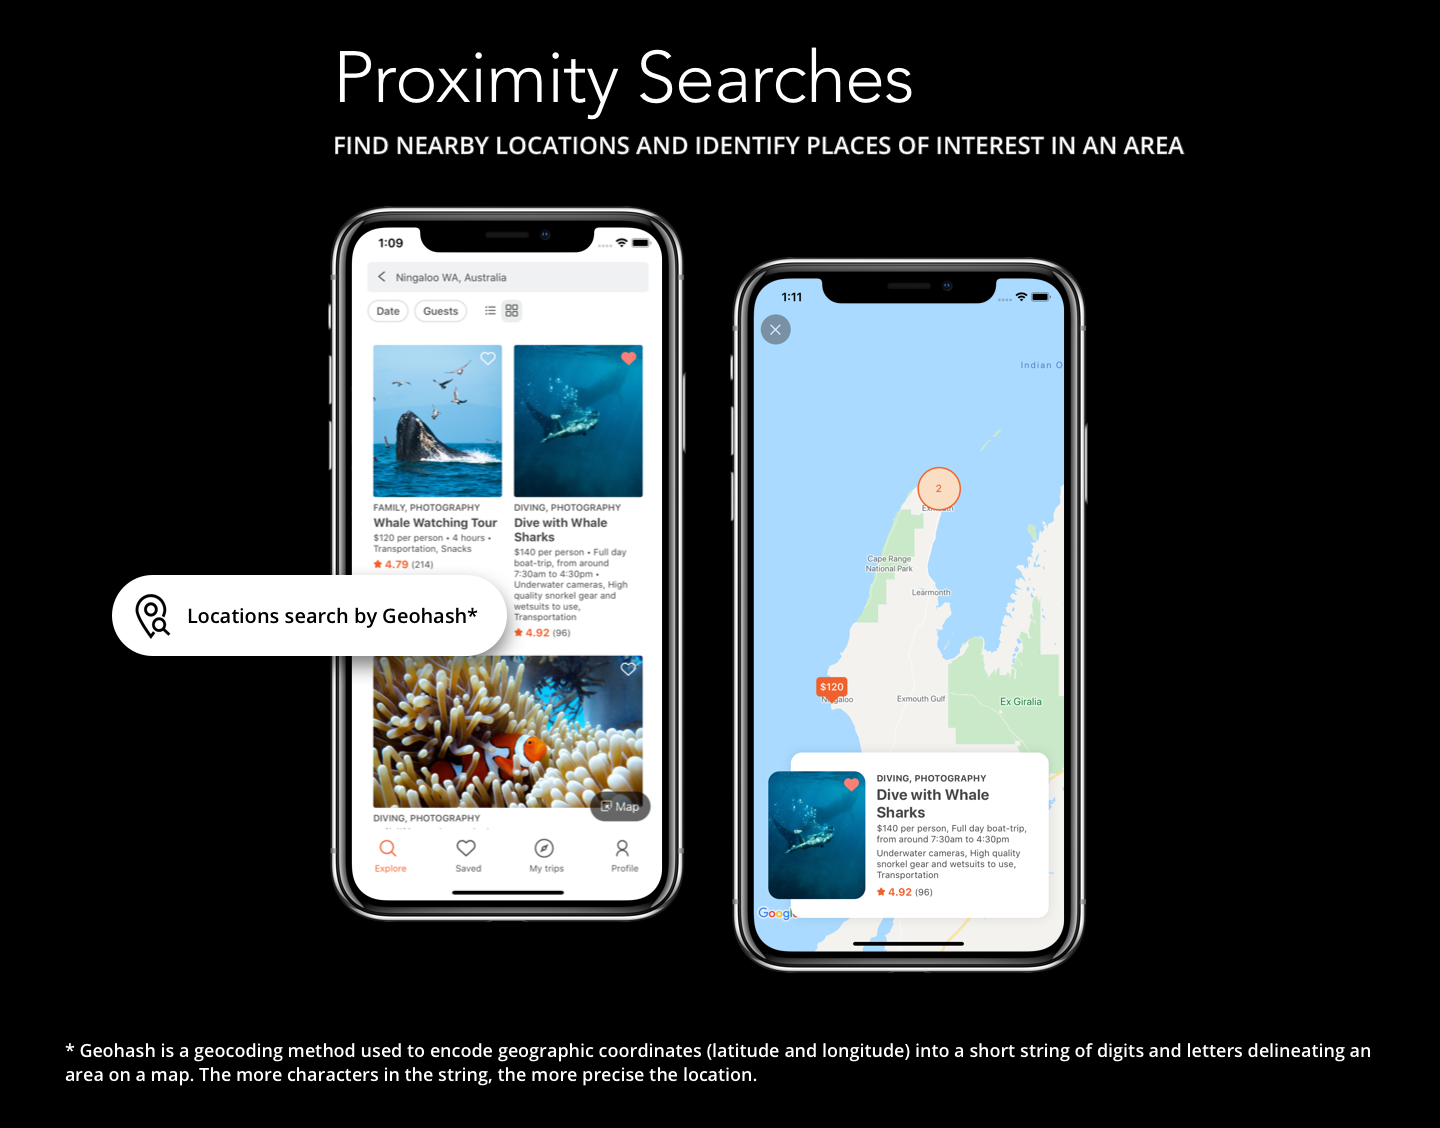 Proximity Searches
FIND NEARBY LOCATIONS AND IDENTIFY PLACES OF INTEREST IN AN AREA
1:09
Ningaloo WA, Australia
Date
Guests
FAMILY, PHOTOGRAPHY
Whale Watching Tour
$120 per person • 4 hours •
Transportation, Snacks
4.79 (214)
DIVING, PHOTOGRAPHY
Dive with Whale
Sharks
$140 per person • Full day
boat-trip, from around
7:30am to 4:30pm •
Underwater cameras, High
quality snorkel gear and
wetsuits to use,
Transportation
4.92 (96)
Locations search by Geohash*
Map
DIVING, PHOTOGRAPHY
Explore
Saved
My trips
Profile
1:11
Indian O
2
Cape Range
National Park
Learmonth
$120
Exmouth Gulf
Ex Giralia
DIVING, PHOTOGRAPHY
Dive with Whale
Sharks
$140 per person, Full day boat-trip,
from around 7:30am to 4:30pm
Underwater cameras, High quality
snorkel gear and wetsuits to use,
Transportation
4.92 (96)
Google
* Geohash is a geocoding method used to encode geographic coordinates (latitude and longitude) into a short string of digits and letters delineating an
area on a map. The more characters in the string, the more precise the location.